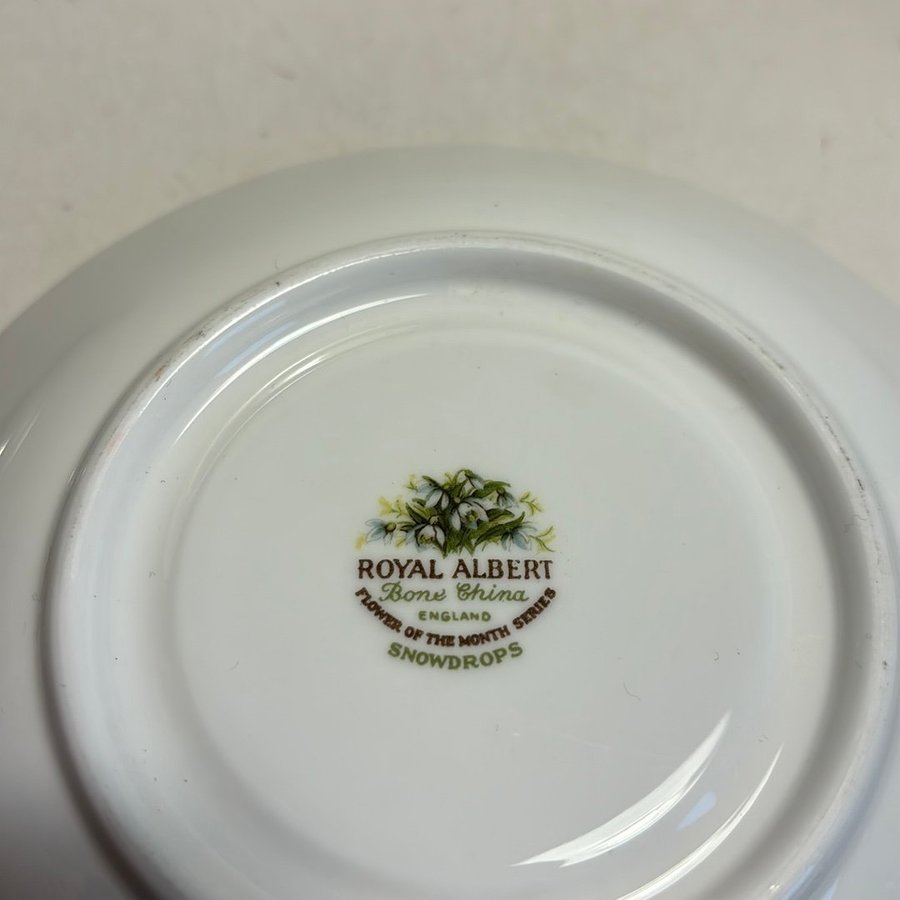 ROYAL ALBERT
Bone China
ENGLAND
FLOWER OF THE MONTH SERIES
SNOWDROPS